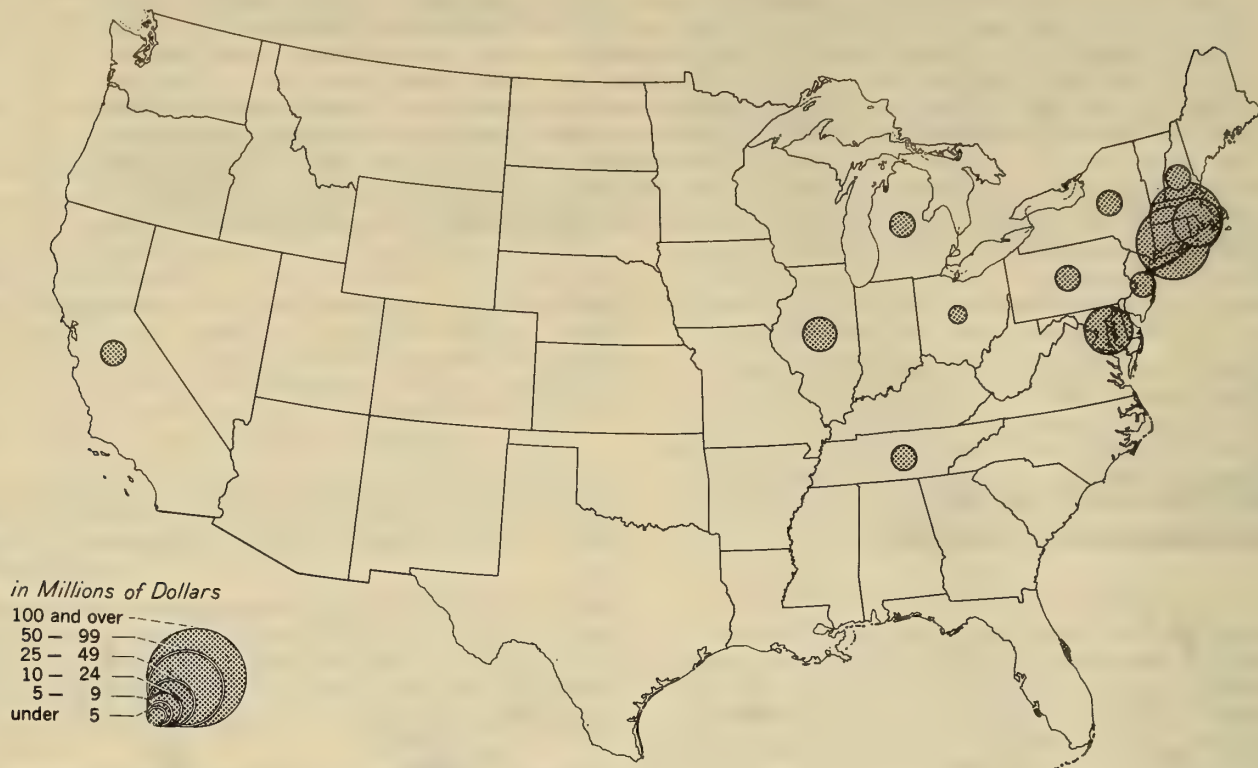 in Millions of Dollars
100 and over
50 – 99
25 – 49
10 – 24
5 – 9
under 5